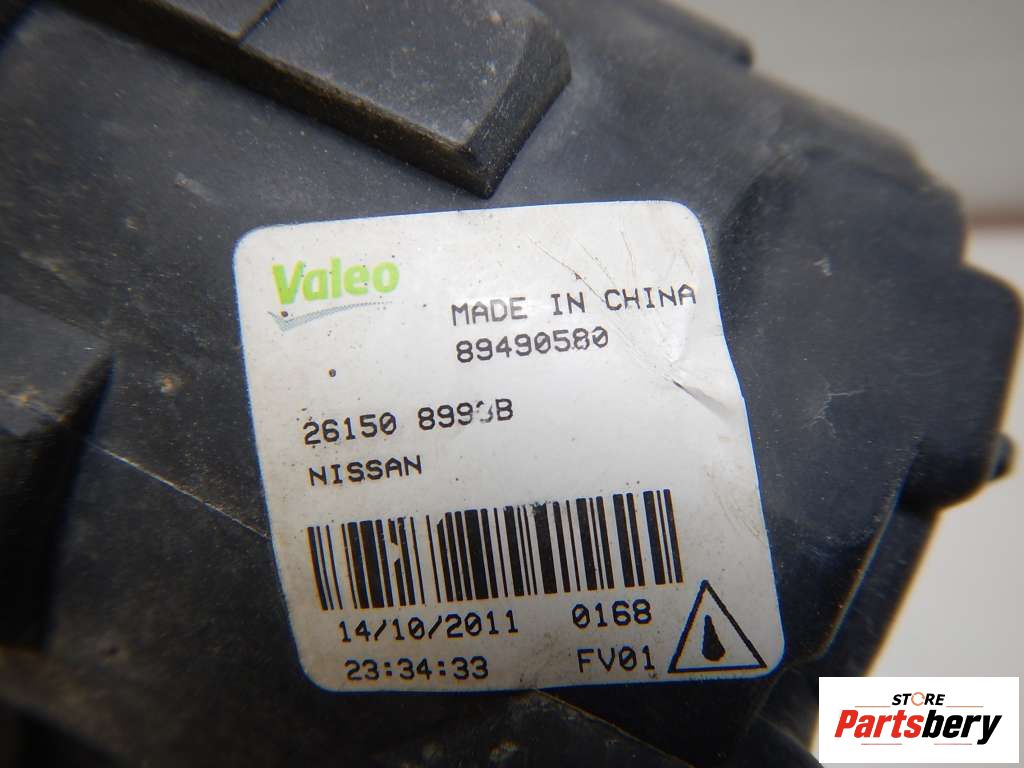 Valeo
MADE IN CHINA
89490580
26150
NISSAN
14/10/2011 0168
23:34:33 FV01
STORE
Partsbery